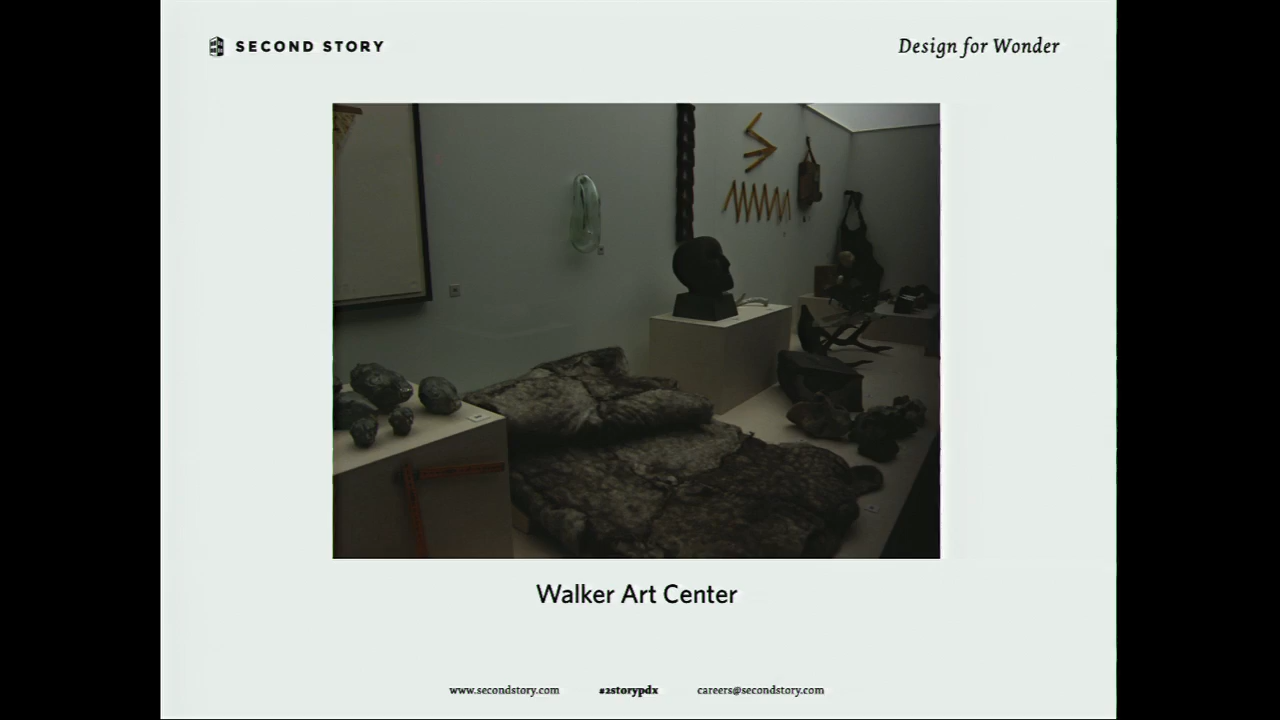 SECOND STORY
Design for Wonder
Walker Art Center
www.secondstory.com
#2storypdx
careers@secondstory.com